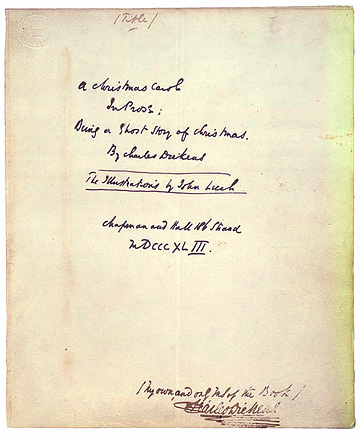 (Title)
A Christmas Carol
In Prose;
Being a Ghost Story of Christmas.
By Charles Dickens
The Illustrations by John Leech
Chapman and Hall 186 Strand
MDCCCXLIII.
(My own, and only MS of the Book)
Charles Dickens